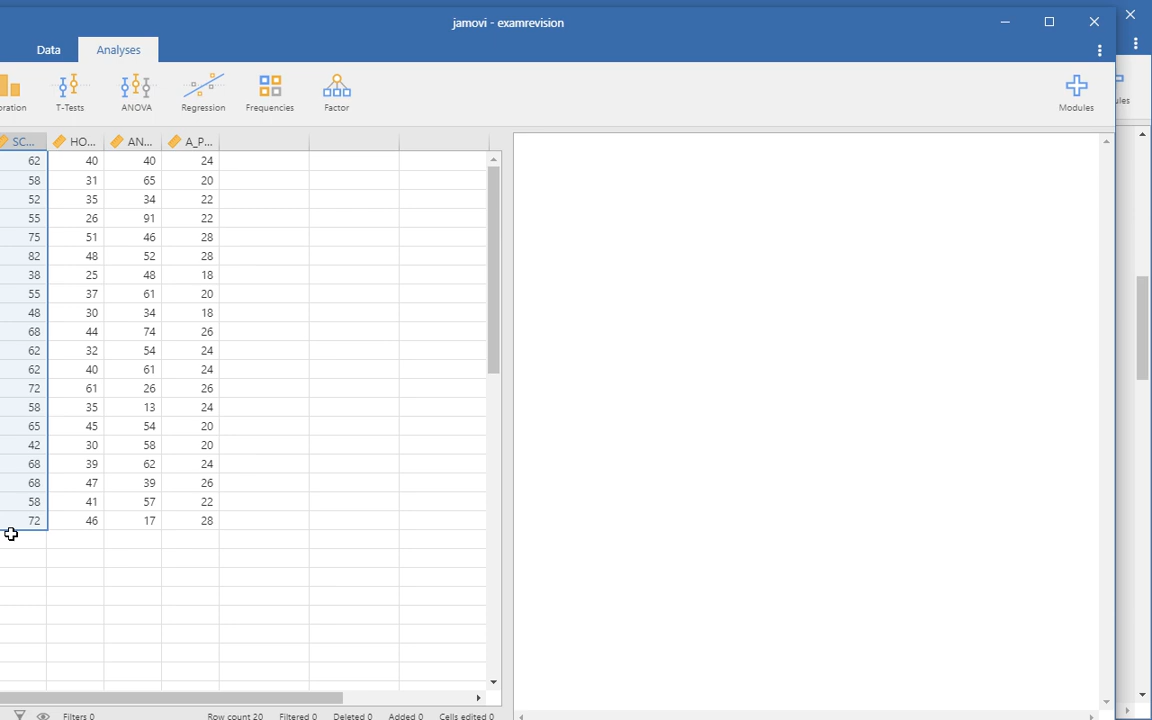 jamovi - examrevision
Data Analyses
oration T-Tests ANOVA Regression Frequencies Factor Modules ules
SC... HO... AN... A_P...
62 40 40 24
58 31 65 20
52 35 34 22
55 26 91 22
75 51 46 28
82 48 52 28
38 25 48 18
55 37 61 20
48 30 34 18
68 44 74 26
62 32 54 24
62 40 61 24
72 61 26 26
58 35 13 24
65 45 54 20
42 30 58 20
68 39 62 24
68 47 39 26
58 41 57 22
72 46 17 28
Filters 0 Row count 20 Filtered 0 Deleted 0 Added 0 Cells edited 0